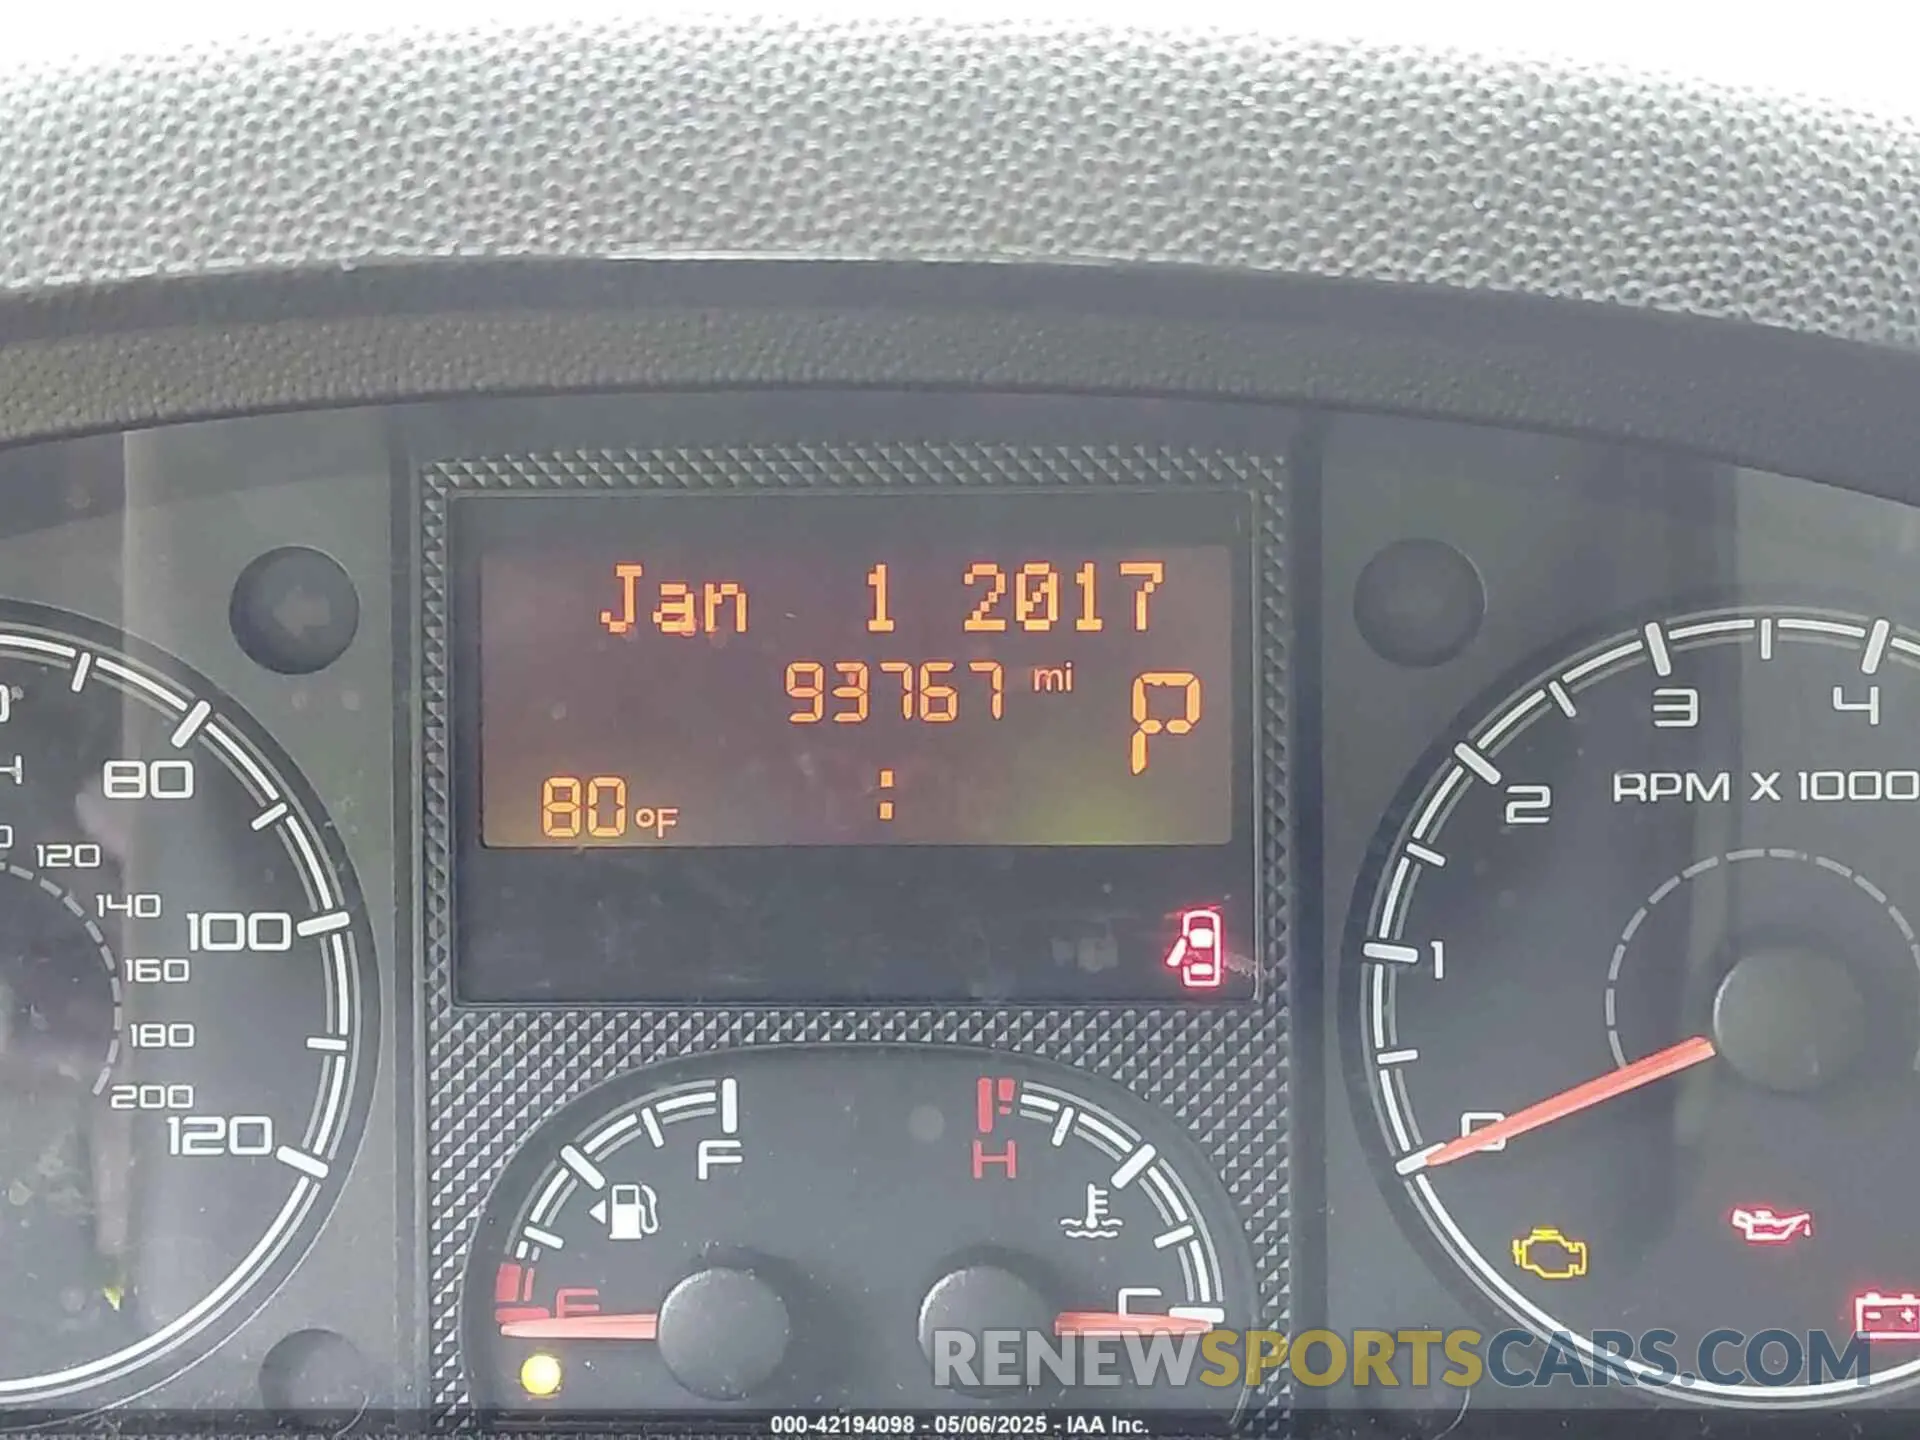 Jan 1 2017
93767 mi
P
80°F :
80
100
120
120
140
160
180
200
F
E
H
C
0
1
2
3
4
RPM X 1000
RENEWSPORTSCARS.COM
000-42194098 - 05/06/2025 - IAA Inc.